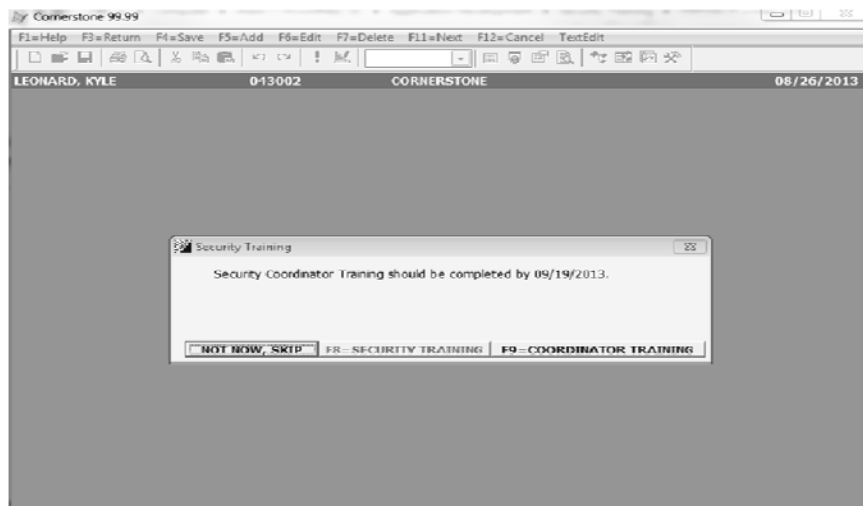 Cornerstone 99.99
F1=Help F3=Return F4=Save F5=Add F6=Edit F7=Delete F11=Next F12=Cancel TextEdit
LEONARD, KYLE 043002 CORNERSTONE 08/26/2013
Security Training
Security Coordinator Training should be completed by 09/19/2013.
NOT NOW, SKIP F8=SECURITY TRAINING F9=COORDINATOR TRAINING